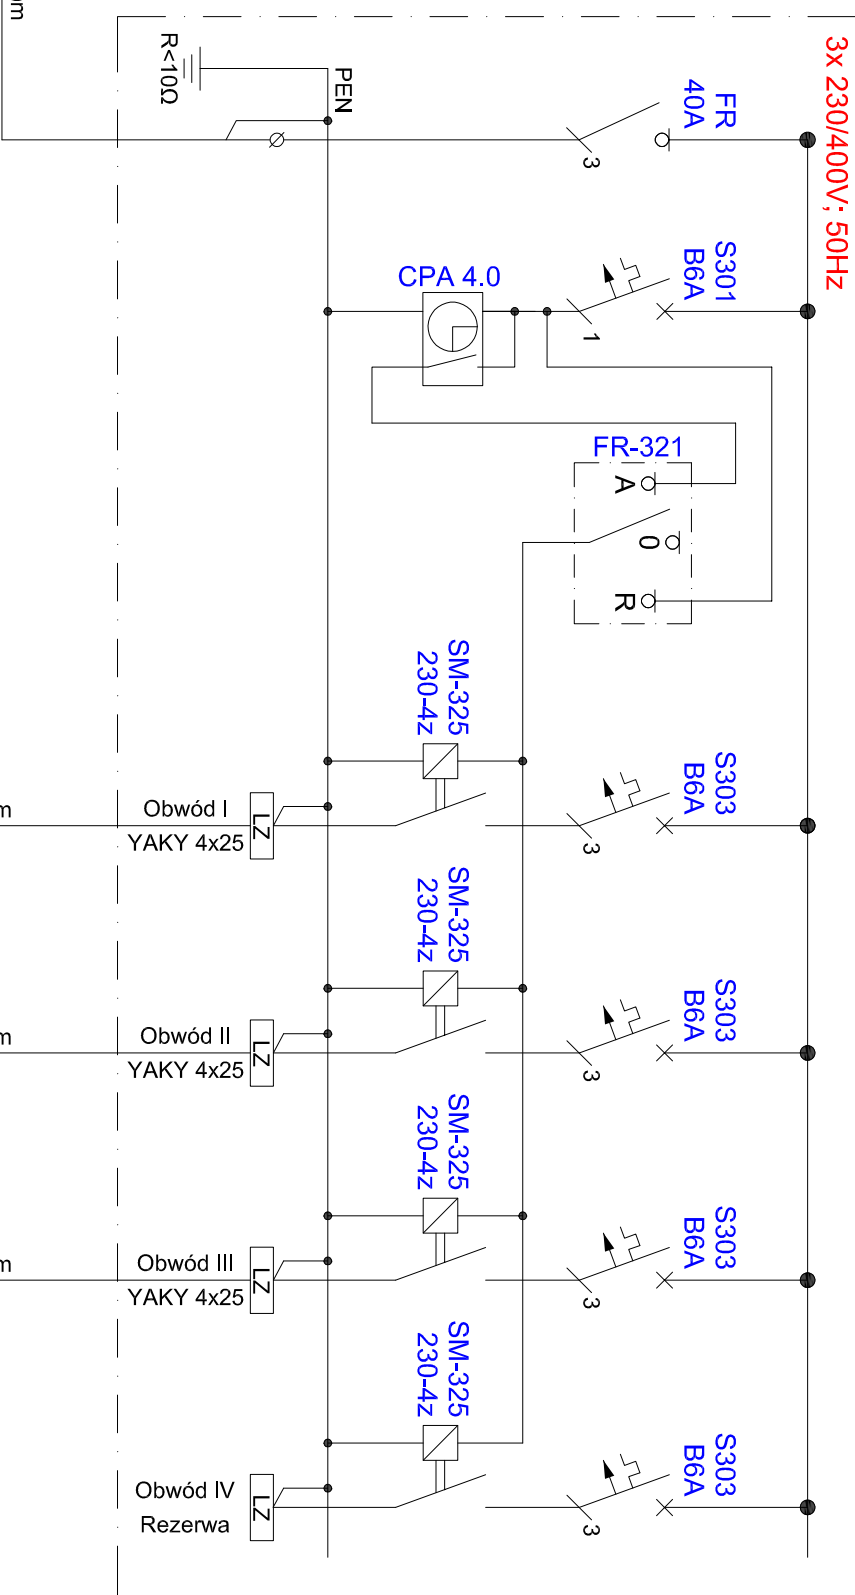 3x 230/400V; 50Hz
R<10Ω
PEN
FR
40A
3
CPA 4.0
S301
B6A
1
FR-321
A
0
R
SM-325
230-4z
S303
B6A
3
Obwód I
YAKY 4x25
LZ
m
SM-325
230-4z
S303
B6A
3
Obwód II
YAKY 4x25
LZ
m
SM-325
230-4z
S303
B6A
3
Obwód III
YAKY 4x25
LZ
m
SM-325
230-4z
S303
B6A
3
Obwód IV
Rezerwa
LZ